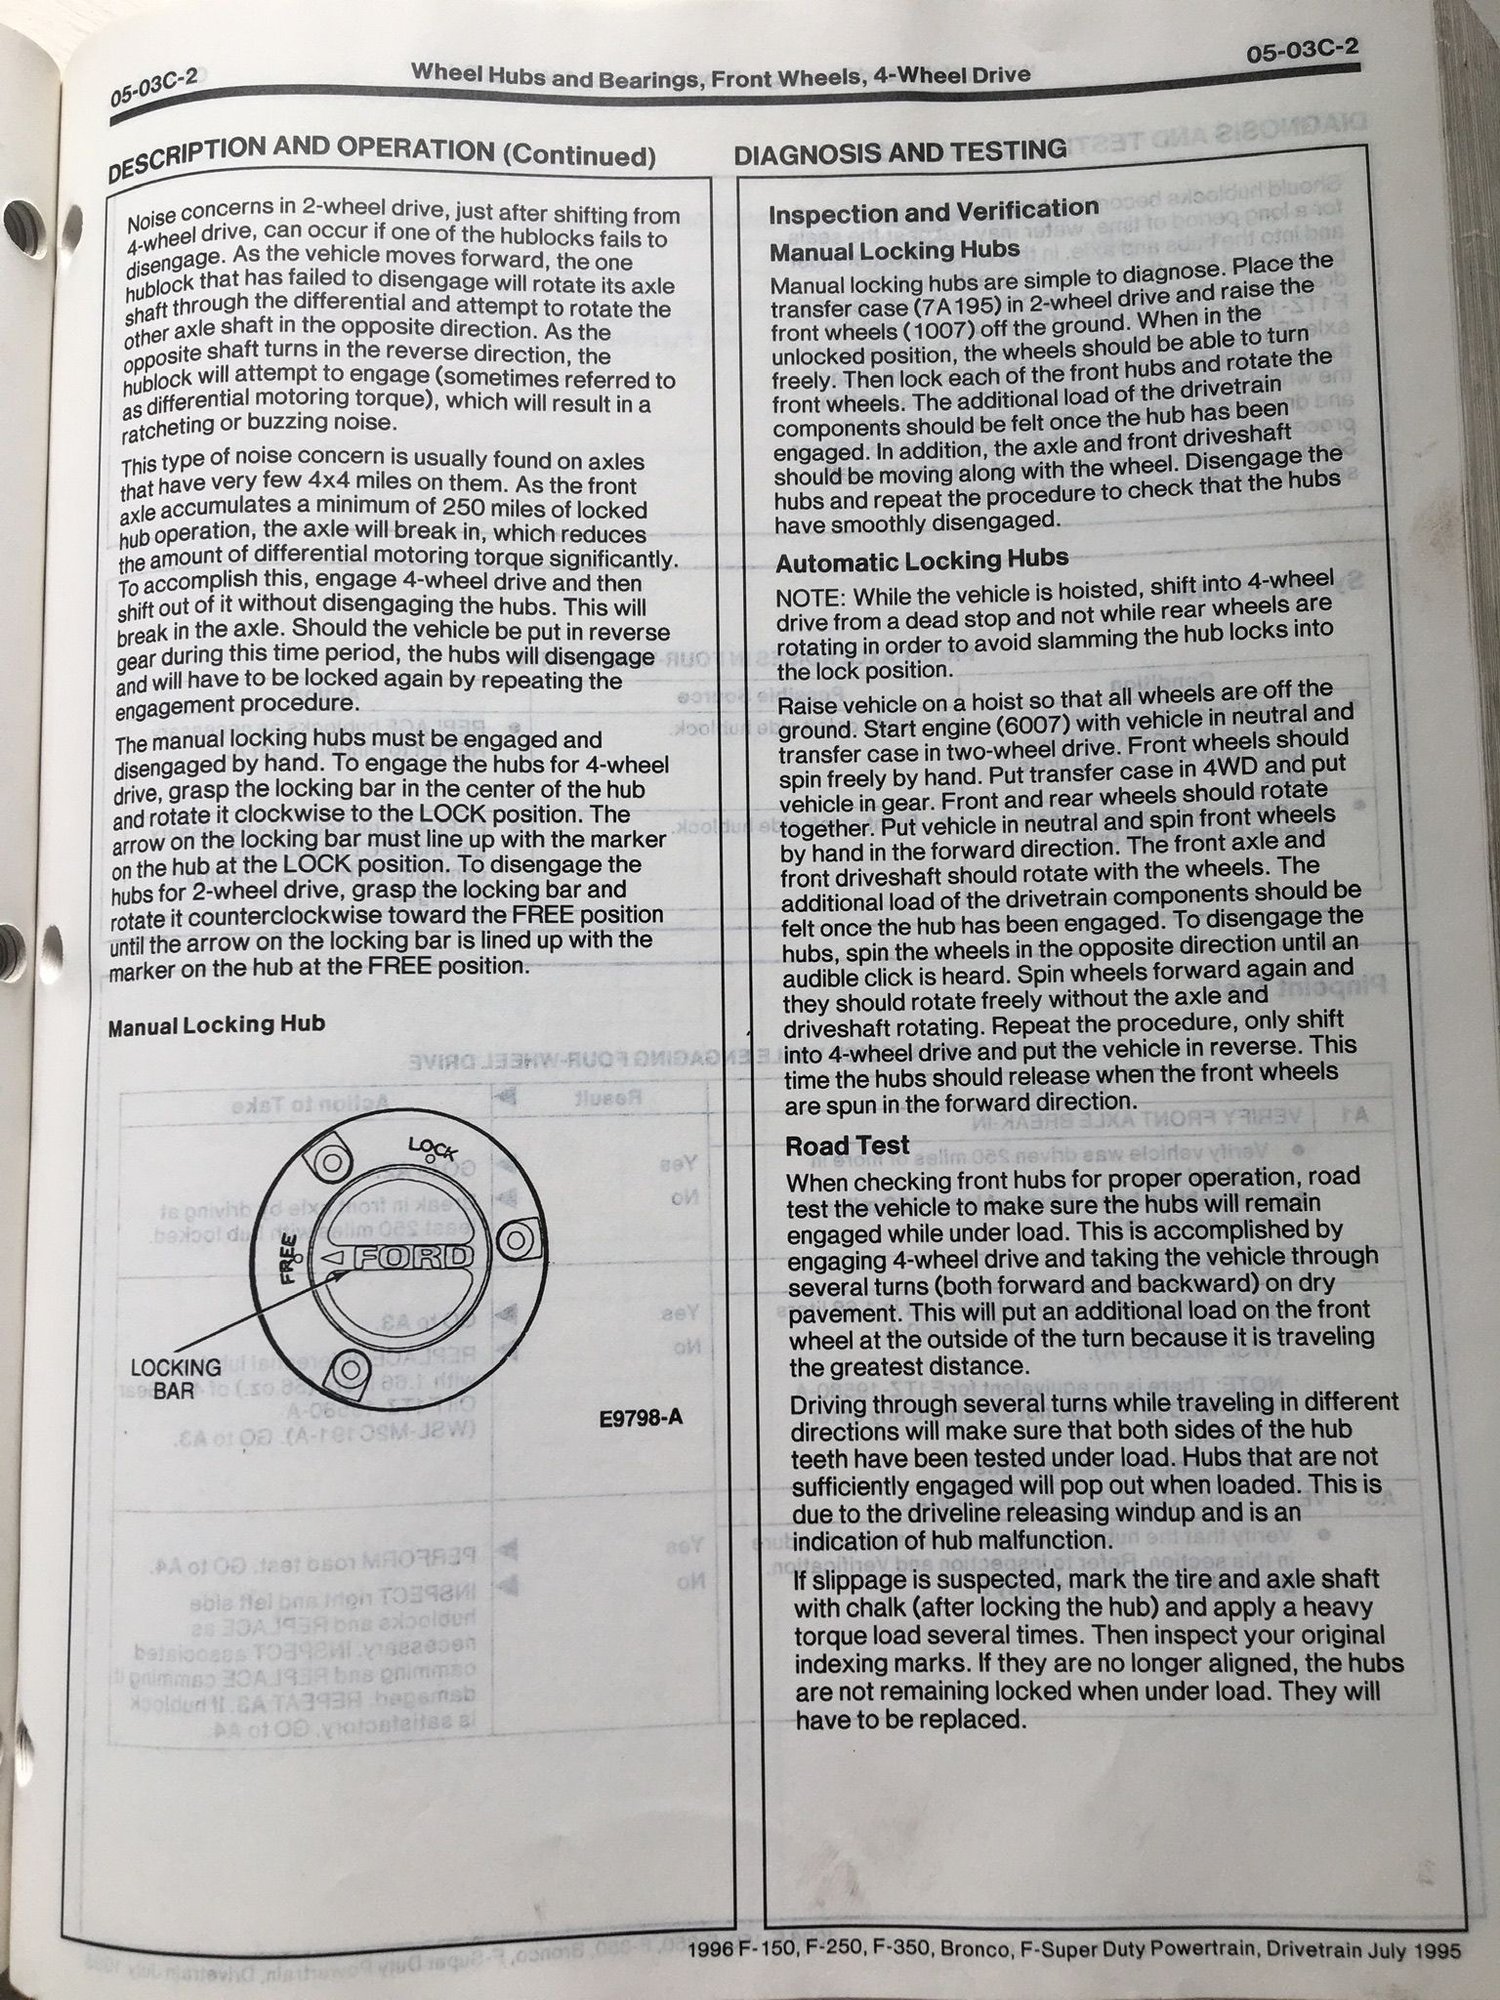 05-03C-2
Wheel Hubs and Bearings, Front Wheels, 4-Wheel Drive
05-03C-2
DESCRIPTION AND OPERATION (Continued)
Noise concerns in 2-wheel drive, just after shifting from
4-wheel drive, can occur if one of the hublocks fails to
disengage. As the vehicle moves forward, the one
hublock that has failed to disengage will rotate its axle
shaft through the differential and attempt to rotate the
other axle shaft in the opposite direction. As the
opposite shaft turns in the reverse direction, the
hublock will attempt to engage (sometimes referred to
as differential motoring torque), which will result in a
ratcheting or buzzing noise.
This type of noise concern is usually found on axles
that have very few 4x4 miles on them. As the front
axle accumulates a minimum of 250 miles of locked
hub operation, the axle will break in, which reduces
the amount of differential motoring torque significantly.
To accomplish this, engage 4-wheel drive and then
shift out of it without disengaging the hubs. This will
break in the axle. Should the vehicle be put in reverse
gear during this time period, the hubs will disengage
and will have to be locked again by repeating the
engagement procedure.
The manual locking hubs must be engaged and
disengaged by hand. To engage the hubs for 4-wheel
drive, grasp the locking bar in the center of the hub
and rotate it clockwise to the LOCK position. The
arrow on the locking bar must line up with the marker
on the hub at the LOCK position. To disengage the
hubs for 2-wheel drive, grasp the locking bar and
rotate it counterclockwise toward the FREE position
until the arrow on the locking bar is lined up with the
marker on the hub at the FREE position.
Manual Locking Hub
LOCK
FREE
FORD
LOCKING
BAR
E9798-A
DIAGNOSIS AND TESTING
Inspection and Verification
Manual Locking Hubs
Manual locking hubs are simple to diagnose. Place the
transfer case (7A195) in 2-wheel drive and raise the
front wheels (1007) off the ground. When in the
unlocked position, the wheels should be able to turn
freely. Then lock each of the front hubs and rotate the
front wheels. The additional load of the drivetrain
components should be felt once the hub has been
engaged. In addition, the axle and front driveshaft
should be moving along with the wheel. Disengage the
hubs and repeat the procedure to check that the hubs
have smoothly disengaged.
Automatic Locking Hubs
NOTE: While the vehicle is hoisted, shift into 4-wheel
drive from a dead stop and not while rear wheels are
rotating in order to avoid slamming the hub locks into
the lock position.
Raise vehicle on a hoist so that all wheels are off the
ground. Start engine (6007) with vehicle in neutral and
transfer case in two-wheel drive. Front wheels should
spin freely by hand. Put transfer case in 4WD and put
vehicle in gear. Front and rear wheels should rotate
together. Put vehicle in neutral and spin front wheels
by hand in the forward direction. The front axle and
front driveshaft should rotate with the wheels. The
additional load of the drivetrain components should be
felt once the hub has been engaged. To disengage the
hubs, spin the wheels in the opposite direction until an
audible click is heard. Spin wheels forward again and
they should rotate freely without the axle and
driveshaft rotating. Repeat the procedure, only shift
into 4-wheel drive and put the vehicle in reverse. This
time the hubs should release when the front wheels
are spun in the forward direction.
Road Test
When checking front hubs for proper operation, road
test the vehicle to make sure the hubs will remain
engaged while under load. This is accomplished by
engaging 4-wheel drive and taking the vehicle through
several turns (both forward and backward) on dry
pavement. This will put an additional load on the front
wheel at the outside of the turn because it is traveling
the greatest distance.
Driving through several turns while traveling in different
directions will make sure that both sides of the hub
teeth have been tested under load. Hubs that are not
sufficiently engaged will pop out when loaded. This is
due to the driveline releasing windup and is an
indication of hub malfunction.
If slippage is suspected, mark the tire and axle shaft
with chalk (after locking the hub) and apply a heavy
torque load several times. Then inspect your original
indexing marks. If they are no longer aligned, the hubs
are not remaining locked when under load. They will
have to be replaced.
1996 F-150, F-250, F-350, Bronco, F-Super Duty Powertrain, Drivetrain July 1995